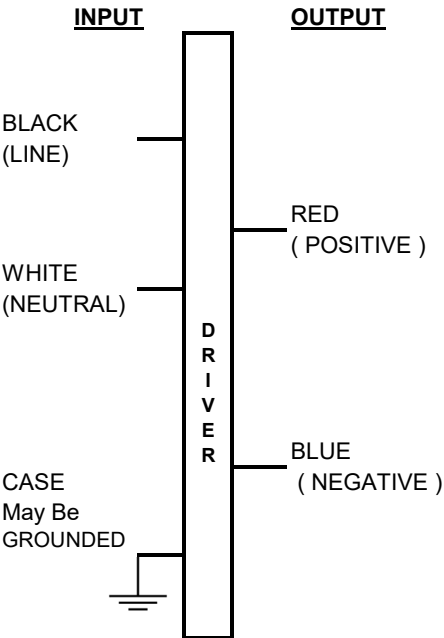 INPUT
OUTPUT
BLACK
(LINE)
RED
( POSITIVE )
WHITE
(NEUTRAL)
D
R
I
V
E
R
BLUE
( NEGATIVE )
CASE
May Be
GROUNDED